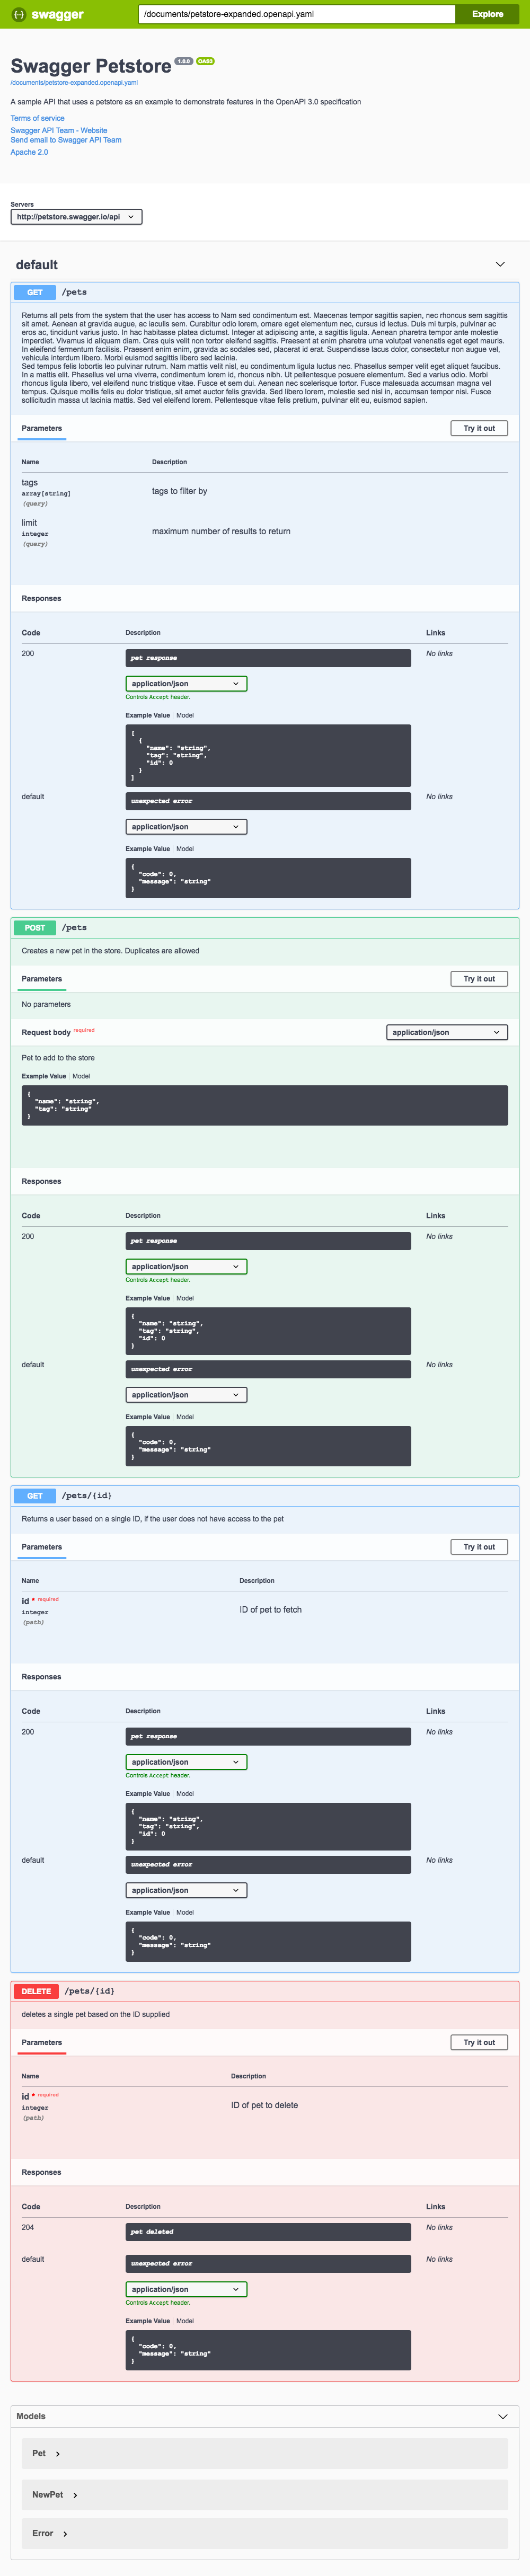 swagger
/documents/petstore-expanded.openapi.yaml
Explore
Swagger Petstore 1.0.0 OAS3
/documents/petstore-expanded.openapi.yaml
A sample API that uses a petstore as an example to demonstrate features in the OpenAPI 3.0 specification
Terms of service
Swagger API Team - Website
Send email to Swagger API Team
Apache 2.0
Servers
http://petstore.swagger.io/api
default
GET /pets
Returns all pets from the system that the user has access to Nam sed condimentum est. Maecenas tempor sagittis sapien, nec rhoncus sem sagittis
sit amet. Aenean at gravida augue, ac iaculis sem. Curabitur odio lorem, ornare eget elementum nec, cursus id lectus. Duis mi turpis, pulvinar ac
eros ac, tincidunt varius justo. In hac habitasse platea dictumst. Integer at adipiscing ante, a sagittis ligula. Aenean pharetra tempor ante molestie
imperdiet. Vivamus id aliquam diam. Cras quis velit non tortor eleifend sagittis. Praesent at enim pharetra urna volutpat venenatis eget eget mauris.
In eleifend fermentum facilisis. Praesent enim enim, gravida ac sodales sed, placerat id erat. Suspendisse lacus dolor, consectetur non augue vel,
vehicula interdum libero. Morbi euismod sagittis libero sed lacinia.
Sed tempus felis lobortis leo pulvinar rutrum. Nam mattis velit nisl, eu condimentum ligula luctus nec. Phasellus semper velit eget aliquet faucibus.
In a mattis elit. Phasellus vel urna viverra, condimentum lorem id, rhoncus nibh. Ut pellentesque posuere elementum. Sed a varius odio. Morbi
rhoncus ligula libero, vel eleifend nunc tristique vitae. Fusce et sem dui. Aenean nec scelerisque tortor. Fusce malesuada accumsan magna vel
tempus. Quisque mollis felis eu dolor tristique, sit amet auctor felis gravida. Sed libero lorem, molestie sed nisl in, accumsan tempor nisi. Fusce
sollicitudin massa ut lacinia mattis. Sed vel eleifend lorem. Pellentesque vitae felis pretium, pulvinar elit eu, euismod sapien.
Parameters
Try it out
Name Description
tags
array[string]
(query)
tags to filter by
limit
integer
(query)
maximum number of results to return
Responses
Code Description Links
200
pet response
No links
application/json
Controls Accept header.
Example Value Model
[
{
"name": "string",
"tag": "string",
"id": 0
}
]
default
unexpected error
No links
application/json
Example Value Model
{
"code": 0,
"message": "string"
}
POST /pets
Creates a new pet in the store. Duplicates are allowed
Parameters
Try it out
No parameters
Request body required
application/json
Pet to add to the store
Example Value Model
{
"name": "string",
"tag": "string"
}
Responses
Code Description Links
200
pet response
No links
application/json
Controls Accept header.
Example Value Model
{
"name": "string",
"tag": "string",
"id": 0
}
default
unexpected error
No links
application/json
Example Value Model
{
"code": 0,
"message": "string"
}
GET /pets/{id}
Returns a user based on a single ID, if the user does not have access to the pet
Parameters
Try it out
Name Description
id * required
integer
(path)
ID of pet to fetch
Responses
Code Description Links
200
pet response
No links
application/json
Controls Accept header.
Example Value Model
{
"name": "string",
"tag": "string",
"id": 0
}
default
unexpected error
No links
application/json
Example Value Model
{
"code": 0,
"message": "string"
}
DELETE /pets/{id}
deletes a single pet based on the ID supplied
Parameters
Try it out
Name Description
id * required
integer
(path)
ID of pet to delete
Responses
Code Description Links
204
pet deleted
No links
default
unexpected error
No links
application/json
Controls Accept header.
Example Value Model
{
"code": 0,
"message": "string"
}
Models
Pet
NewPet
Error